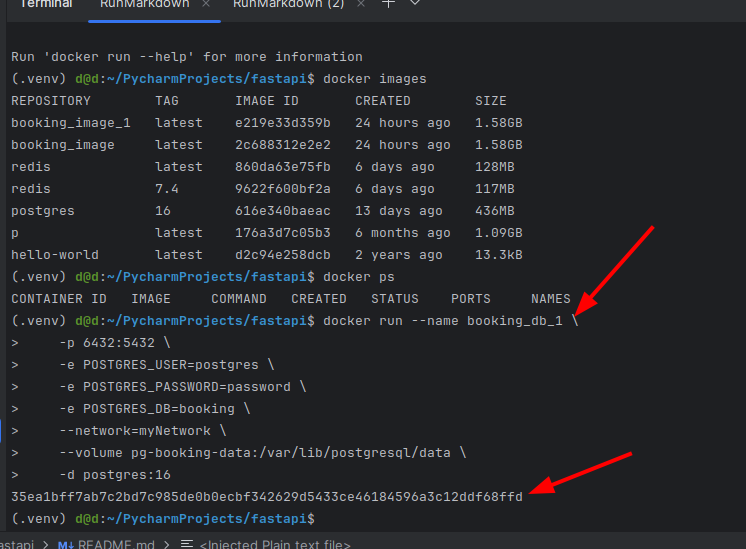 Terminal RunMarkdown × RunMarkdown (2) ×
Run 'docker run --help' for more information
(.venv) d@d:~/PycharmProjects/fastapi$ docker images
REPOSITORY TAG IMAGE ID CREATED SIZE
booking_image_1 latest e219e33d359b 24 hours ago 1.58GB
booking_image latest 2c688312e2e2 24 hours ago 1.58GB
redis latest 860da63e75fb 6 days ago 128MB
redis 7.4 9622f600bf2a 6 days ago 117MB
postgres 16 616e340baeac 13 days ago 436MB
p latest 176a3d7c05b3 6 months ago 1.09GB
hello-world latest d2c94e258dcb 2 years ago 13.3kB
(.venv) d@d:~/PycharmProjects/fastapi$ docker ps
CONTAINER ID IMAGE COMMAND CREATED STATUS PORTS NAMES
(.venv) d@d:~/PycharmProjects/fastapi$ docker run --name booking_db_1 \
> -p 6432:5432 \
> -e POSTGRES_USER=postgres \
> -e POSTGRES_PASSWORD=password \
> -e POSTGRES_DB=booking \
> --network=myNetwork \
> --volume pg-booking-data:/var/lib/postgresql/data \
> -d postgres:16
35ea1bff7ab7c2bd7c985de0b0ecbf342629d5433ce46184596a3c12ddf68ffd
(.venv) d@d:~/PycharmProjects/fastapi$
astapi > M↓ README.md > <Injected Plain text file>